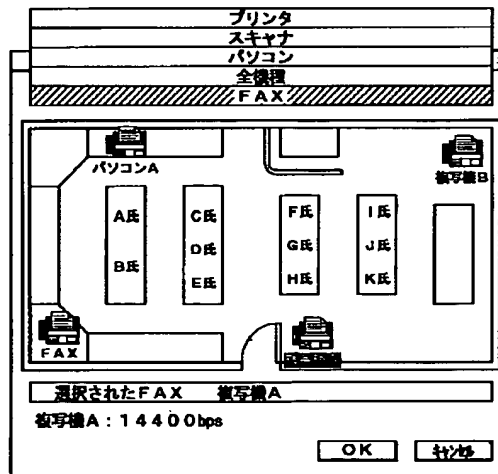 プリンタ
スキャナ
パソコン
全機種
FAX
パソコンA
複写機B
A氏
B氏
C氏
D氏
E氏
F氏
G氏
H氏
I氏
J氏
K氏
FAX
選択されたFAX 複写機A
複写機A:14400bps
OK
キャンセル